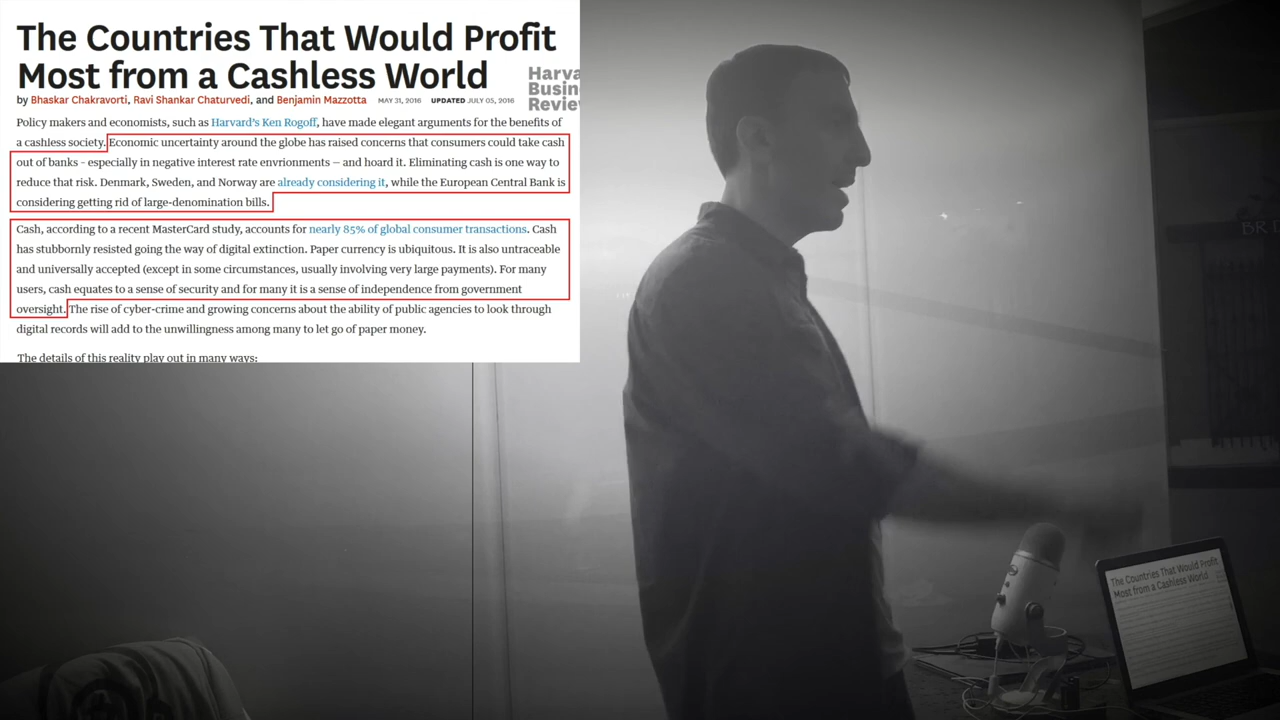 The Countries That Would Profit
Most from a Cashless World
Harva
Busin
Revie
by Bhaskar Chakravorti, Ravi Shankar Chaturvedi, and Benjamin Mazzotta MAY 31, 2016 UPDATED JULY 05, 2016
Policy makers and economists, such as Harvard's Ken Rogoff, have made elegant arguments for the benefits of
a cashless society. Economic uncertainty around the globe has raised concerns that consumers could take cash
out of banks - especially in negative interest rate envrionments — and hoard it. Eliminating cash is one way to
reduce that risk. Denmark, Sweden, and Norway are already considering it, while the European Central Bank is
considering getting rid of large-denomination bills.
Cash, according to a recent MasterCard study, accounts for nearly 85% of global consumer transactions. Cash
has stubbornly resisted going the way of digital extinction. Paper currency is ubiquitous. It is also untraceable
and universally accepted (except in some circumstances, usually involving very large payments). For many
users, cash equates to a sense of security and for many it is a sense of independence from government
oversight. The rise of cyber-crime and growing concerns about the ability of public agencies to look through
digital records will add to the unwillingness among many to let go of paper money.
The details of this reality play out in many ways:
BR
The Countries That Would Profit
Most from a Cashless World